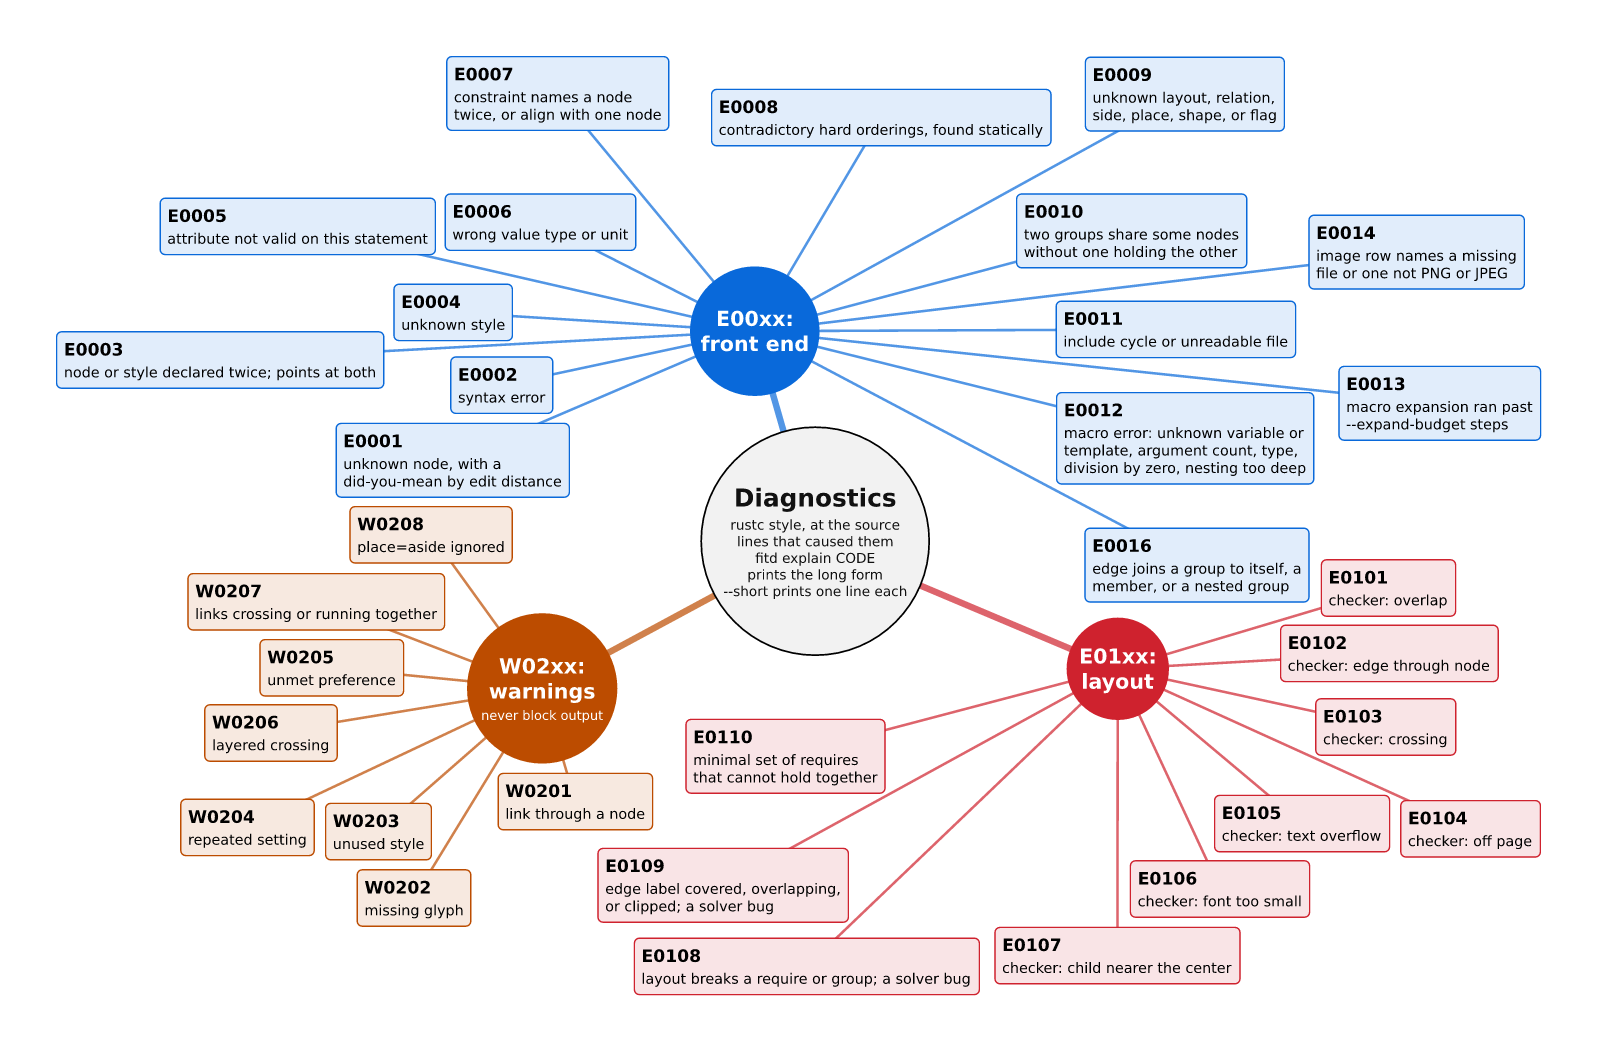 E0007
constraint names a node
twice, or align with one node
E0008
contradictory hard orderings, found statically
E0009
unknown layout, relation,
side, place, shape, or flag
E0005
attribute not valid on this statement
E0006
wrong value type or unit
E0010
two groups share some nodes
without one holding the other
E0014
image row names a missing
file or one not PNG or JPEG
E0004
unknown style
E00xx:
front end
E0011
include cycle or unreadable file
E0003
node or style declared twice; points at both
E0002
syntax error
E0013
macro expansion ran past
--expand-budget steps
E0012
macro error: unknown variable or
template, argument count, type,
division by zero, nesting too deep
E0001
unknown node, with a
did-you-mean by edit distance
Diagnostics
rustc style, at the source
lines that caused them
fitd explain CODE
prints the long form
--short prints one line each
W0208
place=aside ignored
E0016
edge joins a group to itself, a
member, or a nested group
E0101
checker: overlap
W0207
links crossing or running together
E0102
checker: edge through node
W0205
unmet preference
W02xx:
warnings
never block output
E01xx:
layout
W0206
layered crossing
E0103
checker: crossing
E0110
minimal set of requires
that cannot hold together
W0201
link through a node
W0204
repeated setting
W0203
unused style
E0105
checker: text overflow
E0104
checker: off page
E0109
edge label covered, overlapping,
or clipped; a solver bug
E0106
checker: font too small
W0202
missing glyph
E0108
layout breaks a require or group; a solver bug
E0107
checker: child nearer the center